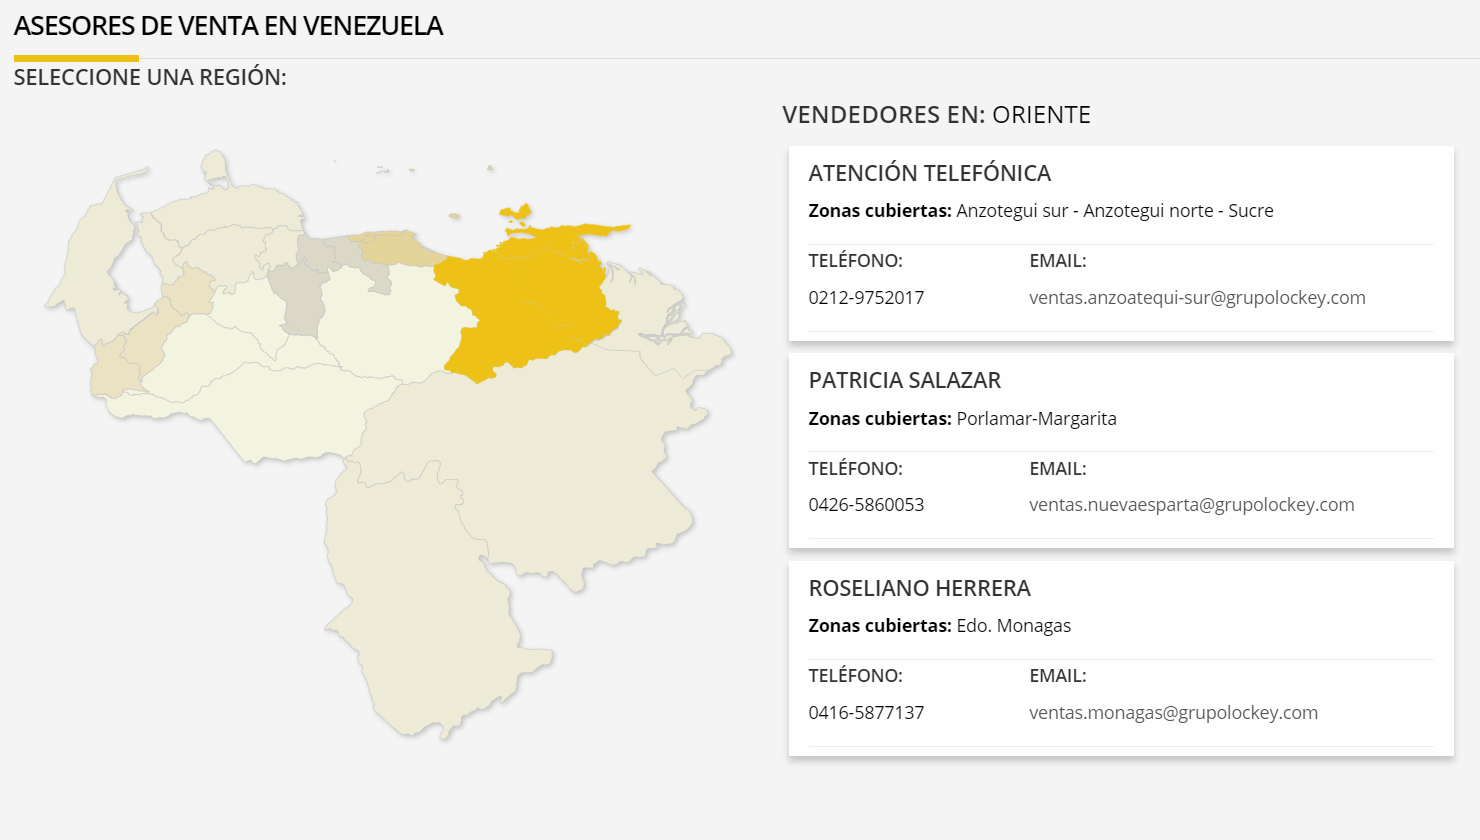 ASESORES DE VENTA EN VENEZUELA
SELECCIONE UNA REGIÓN:
VENDEDORES EN: ORIENTE
ATENCIÓN TELEFÓNICA
Zonas cubiertas: Anzotegui sur - Anzotegui norte - Sucre
TELÉFONO: EMAIL:
0212-9752017 ventas.anzoatequi-sur@grupolockey.com
PATRICIA SALAZAR
Zonas cubiertas: Porlamar-Margarita
TELÉFONO: EMAIL:
0426-5860053 ventas.nuevaesparta@grupolockey.com
ROSELIANO HERRERA
Zonas cubiertas: Edo. Monagas
TELÉFONO: EMAIL:
0416-5877137 ventas.monagas@grupolockey.com